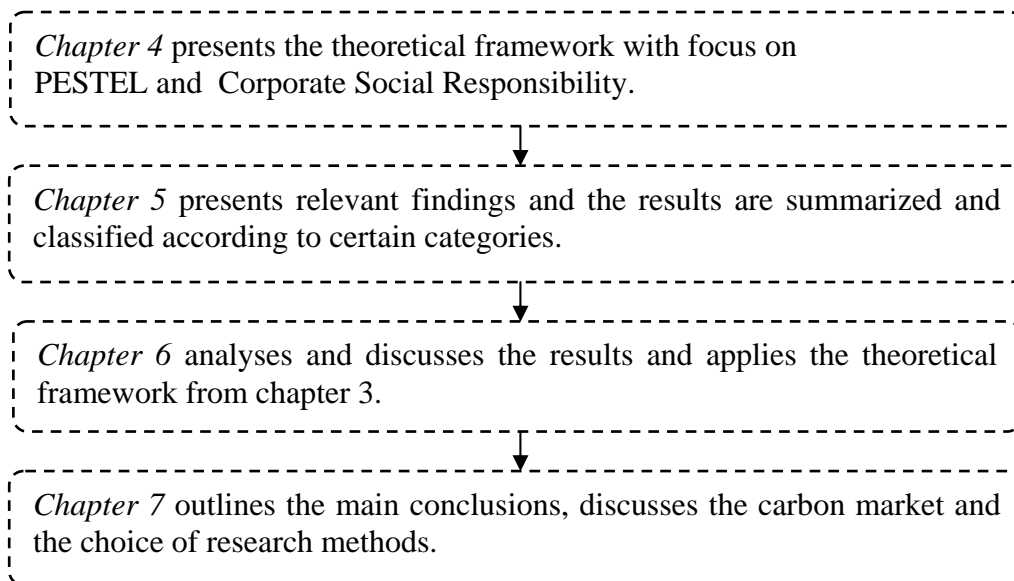 Chapter 4 presents the theoretical framework with focus on
PESTEL and Corporate Social Responsibility.
Chapter 5 presents relevant findings and the results are summarized and
classified according to certain categories.
Chapter 6 analyses and discusses the results and applies the theoretical
framework from chapter 3.
Chapter 7 outlines the main conclusions, discusses the carbon market and
the choice of research methods.